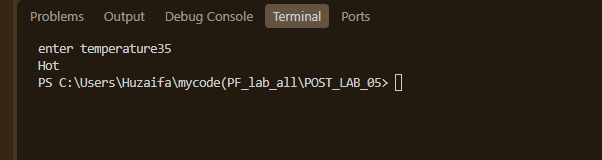 Problems Output Debug Console Terminal Ports
enter temperature35
Hot
PS C:\Users\Huzaifa\mycode(PF_lab_all\POST_LAB_05>